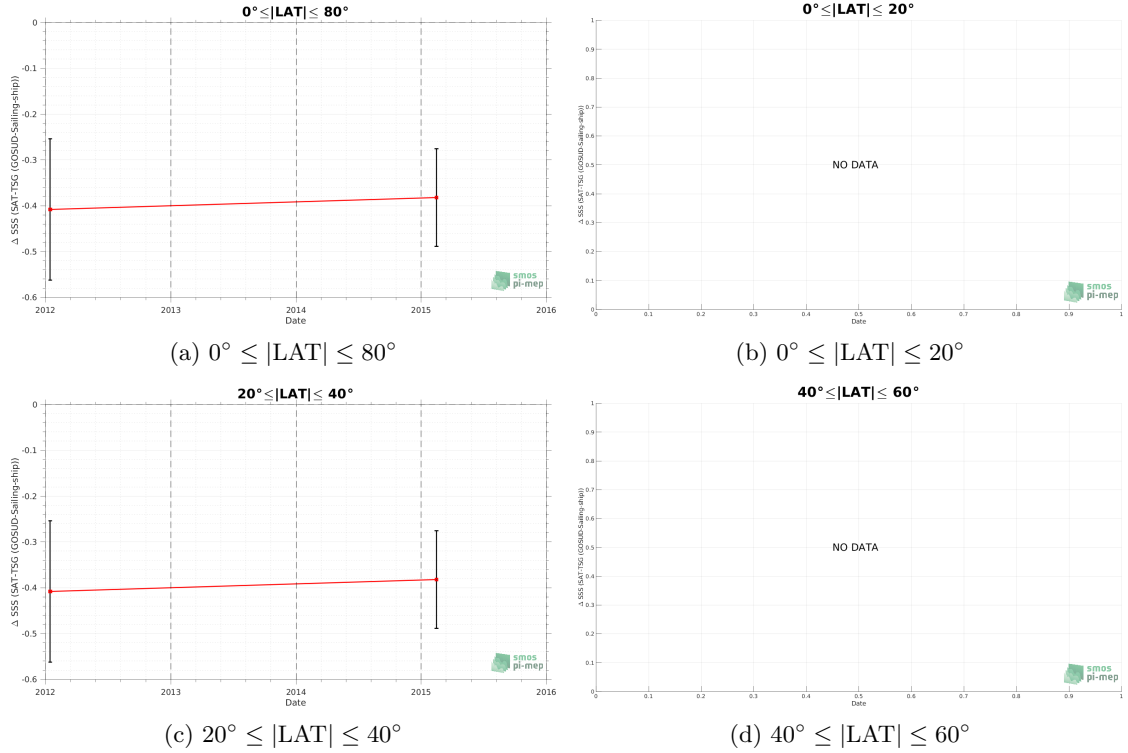 0°≤|LAT|≤ 80°
0
-0.1
-0.2
-0.3
-0.4
-0.5
-0.6
Δ SSS (SAT-TSG (GOSUD-Sailing-ship))
2012
2013
2014
2015
2016
Date
smos
pi-mep
(a) 0° ≤ |LAT| ≤ 80°
0°≤|LAT|≤ 20°
1
0.9
0.8
0.7
0.6
0.5
0.4
0.3
0.2
0.1
0
Δ SSS (SAT-TSG (GOSUD-Sailing-ship))
NO DATA
0
0.1
0.2
0.3
0.4
0.5
0.6
0.7
0.8
0.9
1
Date
smos
pi-mep
(b) 0° ≤ |LAT| ≤ 20°
20°≤|LAT|≤ 40°
0
-0.1
-0.2
-0.3
-0.4
-0.5
-0.6
Δ SSS (SAT-TSG (GOSUD-Sailing-ship))
2012
2013
2014
2015
2016
Date
smos
pi-mep
(c) 20° ≤ |LAT| ≤ 40°
40°≤|LAT|≤ 60°
1
0.9
0.8
0.7
0.6
0.5
0.4
0.3
0.2
0.1
0
Δ SSS (SAT-TSG (GOSUD-Sailing-ship))
NO DATA
0
0.1
0.2
0.3
0.4
0.5
0.6
0.7
0.8
0.9
1
Date
smos
pi-mep
(d) 40° ≤ |LAT| ≤ 60°